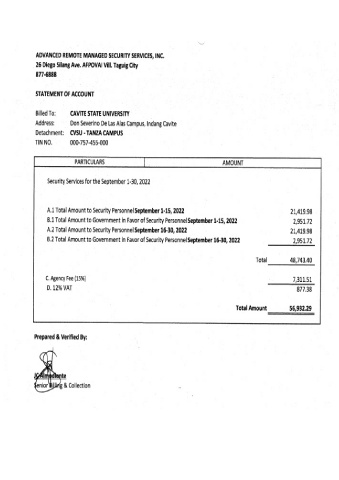 ADVANCED REMOTE MANAGED SECURITY SERVICES, INC.
26 Diego Silang Ave. AFPOVAI Vill. Taguig City
877-6888
STATEMENT OF ACCOUNT
Billed To: CAVITE STATE UNIVERSITY
Address: Don Severino De Las Alas Campus, Indang Cavite
Detachment: CVSU - TANZA CAMPUS
TIN NO. 000-757-455-000
PARTICULARS AMOUNT
Security Services for the September 1-30, 2022
A.1 Total Amount to Security Personnel September 1-15, 2022 21,419.98
B.1 Total Amount to Government in Favor of Security Personnel September 1-15, 2022 2,951.72
A.2 Total Amount to Security Personnel September 16-30, 2022 21,419.98
B.2 Total Amount to Government in Favor of Security Personnel September 16-30, 2022 2,951.72
Total 48,743.40
C. Agency Fee (15%) 7,311.51
D. 12% VAT 877.38
Total Amount 56,932.29
Prepared & Verified By:
Senior Billing & Collection